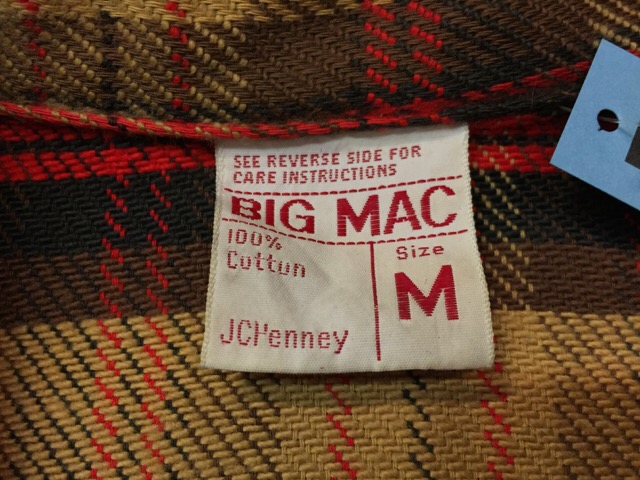 SEE REVERSE SIDE FOR
CARE INSTRUCTIONS
BIG MAC
100%
Cotton
Size
M
JCPenney